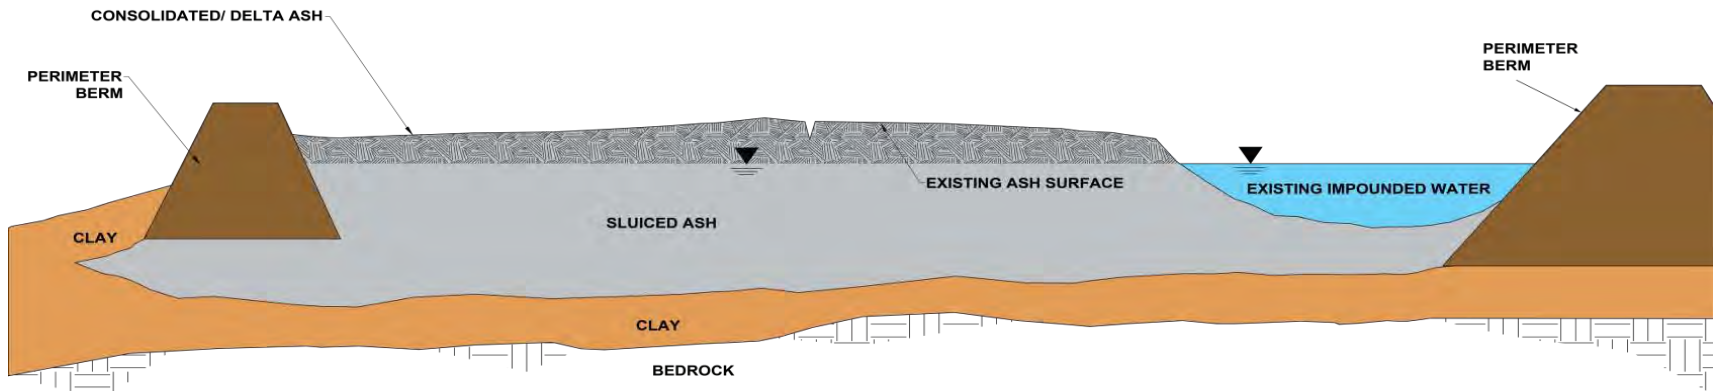 CONSOLIDATED/ DELTA ASH
PERIMETER
BERM
PERIMETER
BERM
EXISTING ASH SURFACE
EXISTING IMPOUNDED WATER
SLUICED ASH
CLAY
CLAY
BEDROCK